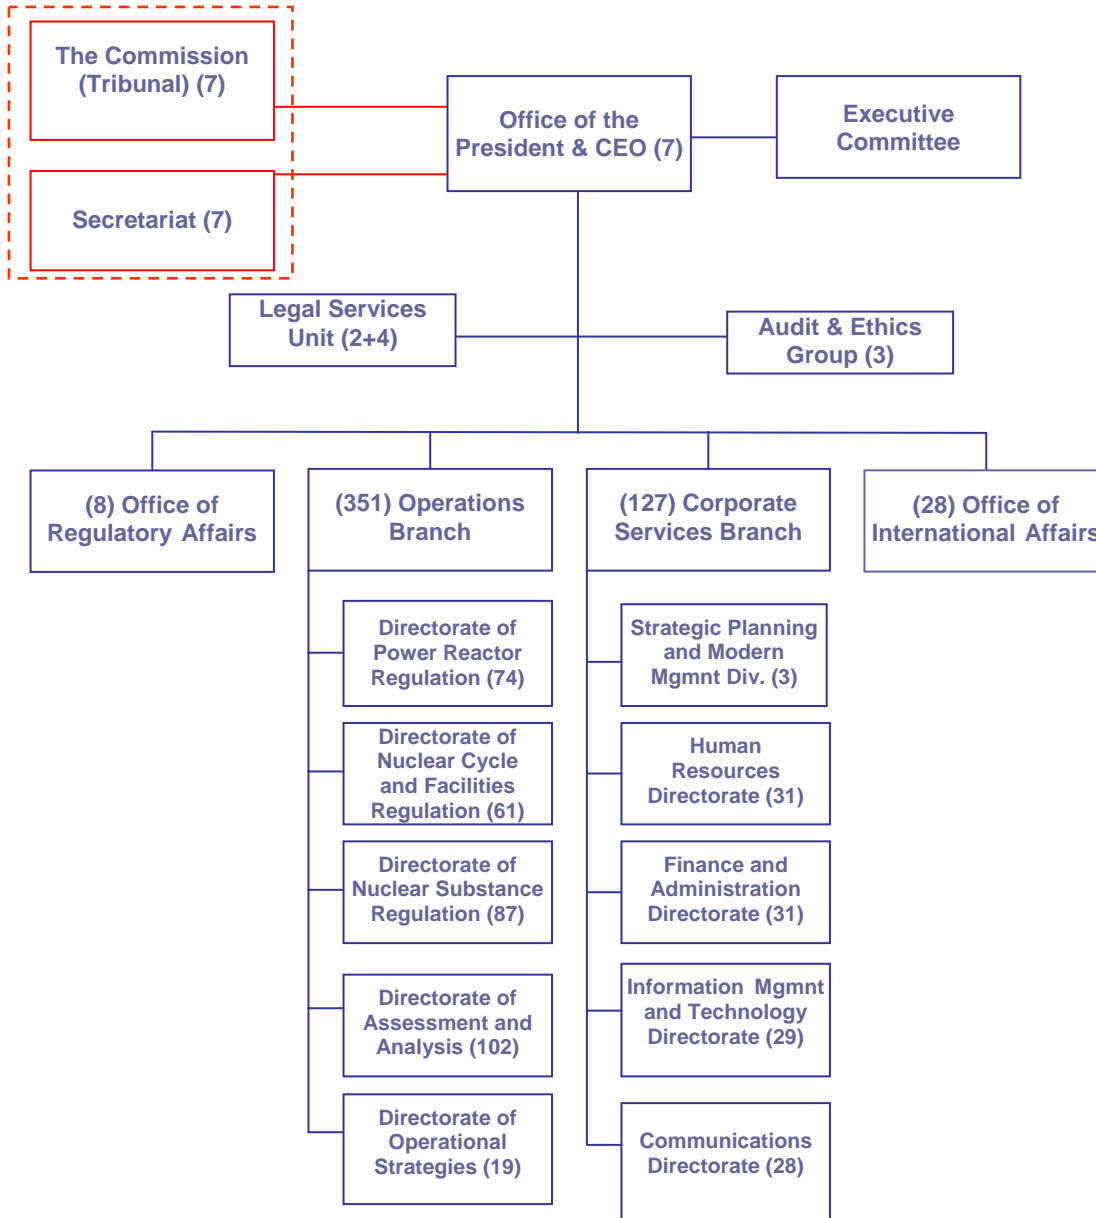 The Commission
(Tribunal) (7)
Office of the
President & CEO (7)
Executive
Committee
Secretariat (7)
Legal Services
Unit (2+4)
Audit & Ethics
Group (3)
(8) Office of
Regulatory Affairs
(351) Operations
Branch
(127) Corporate
Services Branch
(28) Office of
International Affairs
Directorate of
Power Reactor
Regulation (74)
Strategic Planning
and Modern
Mgmnt Div. (3)
Directorate of
Nuclear Cycle
and Facilities
Regulation (61)
Human
Resources
Directorate (31)
Directorate of
Nuclear Substance
Regulation (87)
Finance and
Administration
Directorate (31)
Directorate of
Assessment and
Analysis (102)
Information Mgmnt
and Technology
Directorate (29)
Directorate of
Operational
Strategies (19)
Communications
Directorate (28)